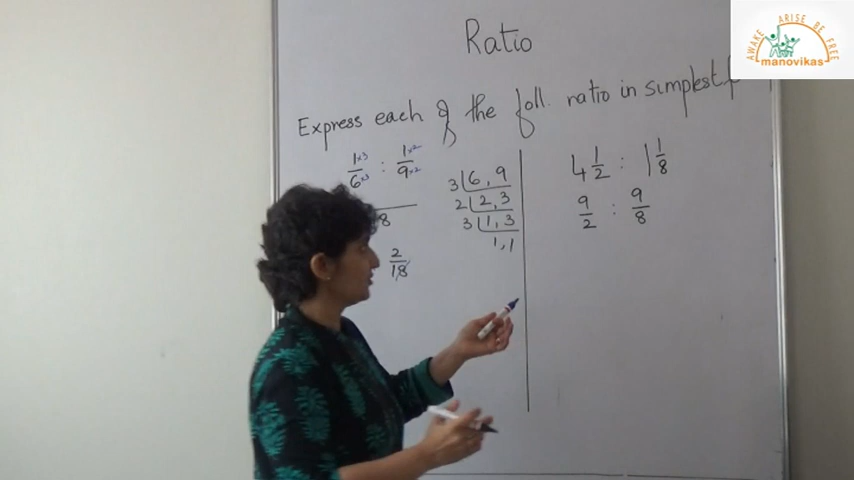 Ratio
AWAKE ARISE BE FREE
manovikas
Express each of the foll. ratio in simplest
1×3/6×3 : 1×2/9×2
3 | 6, 9
2 | 2, 3
3 | 1, 3
1, 1
8
2/18
4 1/2 : 1 1/8
9/2 : 9/8